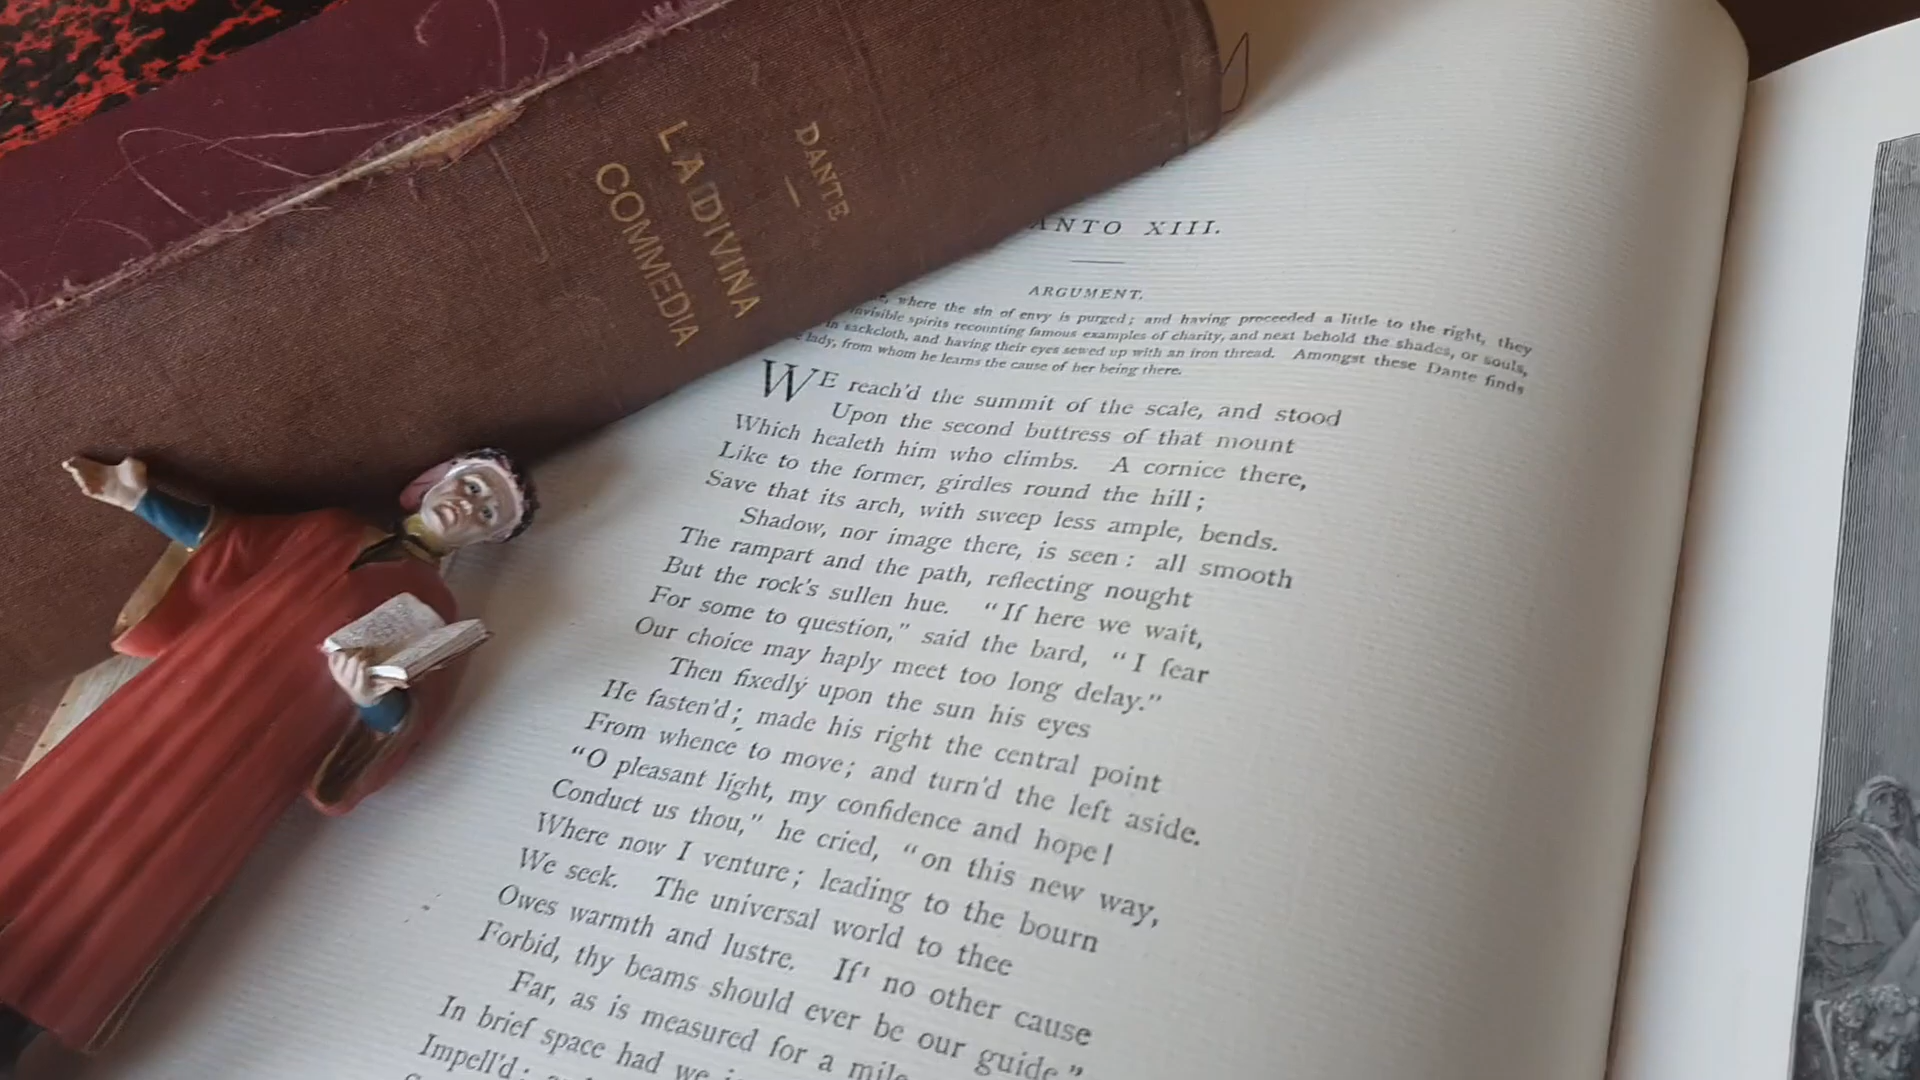 DANTE
LA DIVINA
COMMEDIA
ANTO XIII.
ARGUMENT.
where the sin of envy is purged; and having proceeded a little to the right, they
invisible spirits recounting famous examples of charity, and next behold the shades, or souls,
in sackcloth, and having their eyes sewed up with an iron thread. Amongst these Dante finds
lady, from whom he learns the cause of her being there.
WE reach'd the summit of the scale, and stood
Upon the second buttress of that mount
Which healeth him who climbs. A cornice there,
Like to the former, girdles round the hill;
Save that its arch, with sweep less ample, bends.
Shadow, nor image there, is seen: all smooth
The rampart and the path, reflecting nought
But the rock's sullen hue. "If here we wait,
For some to question," said the bard, "I fear
Our choice may haply meet too long delay."
Then fixedly upon the sun his eyes
He fasten'd; made his right the central point
From whence to move; and turn'd the left aside.
"O pleasant light, my confidence and hope!
Conduct us thou," he cried, "on this new way,
Where now I venture; leading to the bourn
We seek. The universal world to thee
Owes warmth and lustre. If' no other cause
Forbid, thy beams should ever be our guide."
Far, as is measured for a mile
In brief space had we
Impell'd;